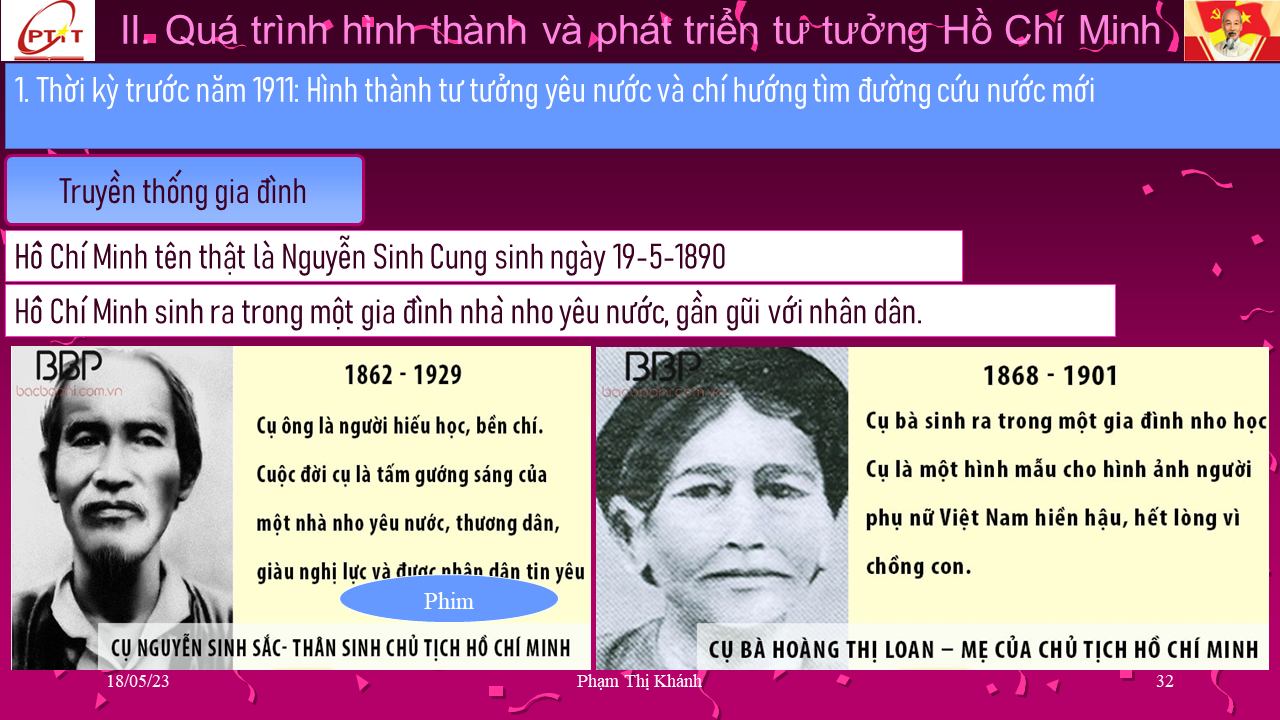 PTiT
II. Quá trình hình thành và phát triển tư tưởng Hồ Chí Minh
1. Thời kỳ trước năm 1911: Hình thành tư tưởng yêu nước và chí hướng tìm đường cứu nước mới
Truyền thống gia đình
Hồ Chí Minh tên thật là Nguyễn Sinh Cung sinh ngày 19-5-1890
Hồ Chí Minh sinh ra trong một gia đình nhà nho yêu nước, gần gũi với nhân dân.
BBP
1862 - 1929
Cụ ông là người hiếu học, bền chí.
Cuộc đời cụ là tấm gướng sáng của
một nhà nho yêu nước, thương dân,
giàu nghị lực và được nhân dân tin yêu
Phim
CỤ NGUYỄN SINH SẮC- THÂN SINH CHỦ TỊCH HỒ CHÍ MINH
BBP
1868 - 1901
Cụ bà sinh ra trong một gia đình nho học
Cụ là một hình mẫu cho hình ảnh người
phụ nữ Việt Nam hiền hậu, hết lòng vì
chồng con.
CỤ BÀ HOÀNG THỊ LOAN – MẸ CỦA CHỦ TỊCH HỒ CHÍ MINH
18/05/23
Phạm Thị Khánh
32